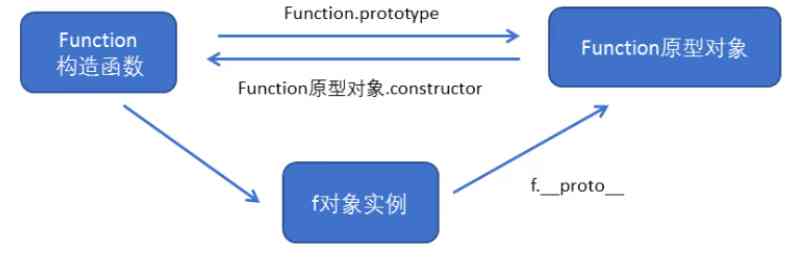 Function.prototype
Function
构造函数
Function原型对象
Function原型对象.constructor
f对象实例
f.__proto__